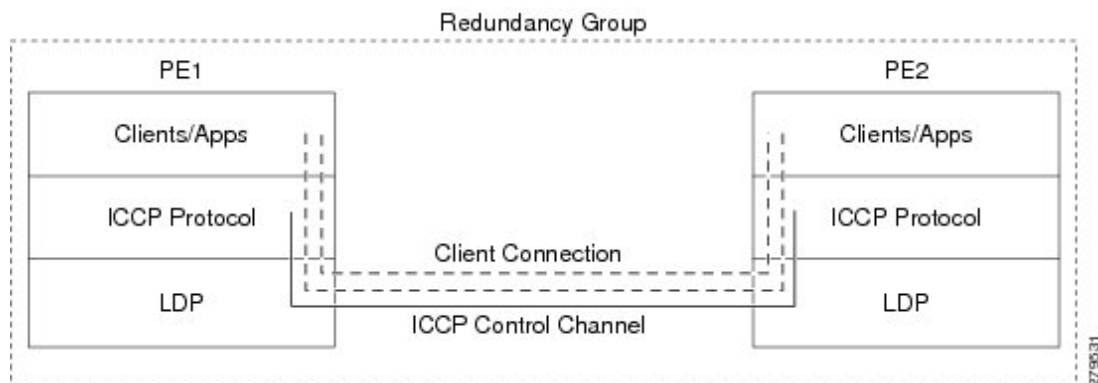 Redundancy Group
PE1
PE2
Clients/Apps
Clients/Apps
ICCP Protocol
ICCP Protocol
Client Connection
LDP
LDP
ICCP Control Channel
279531